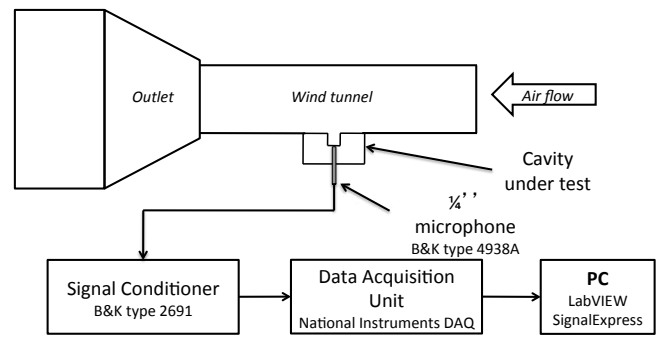 Outlet
Wind tunnel
Air flow
Cavity
under test
¼’’
microphone
B&K type 4938A
Signal Conditioner
B&K type 2691
Data Acquisition
Unit
National Instruments DAQ
PC
LabVIEW
SignalExpress